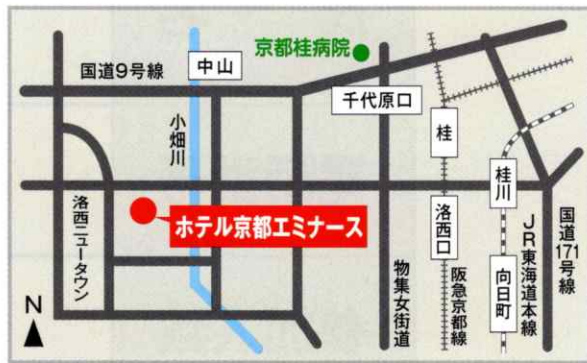 京都桂病院
中山
国道9号線
千代原口
小畑川
桂
桂川
洛西ニュータウン
ホテル京都エミナース
洛西口
物集女街道
阪急京都線
向日町
JR東海道本線
国道171号線
N